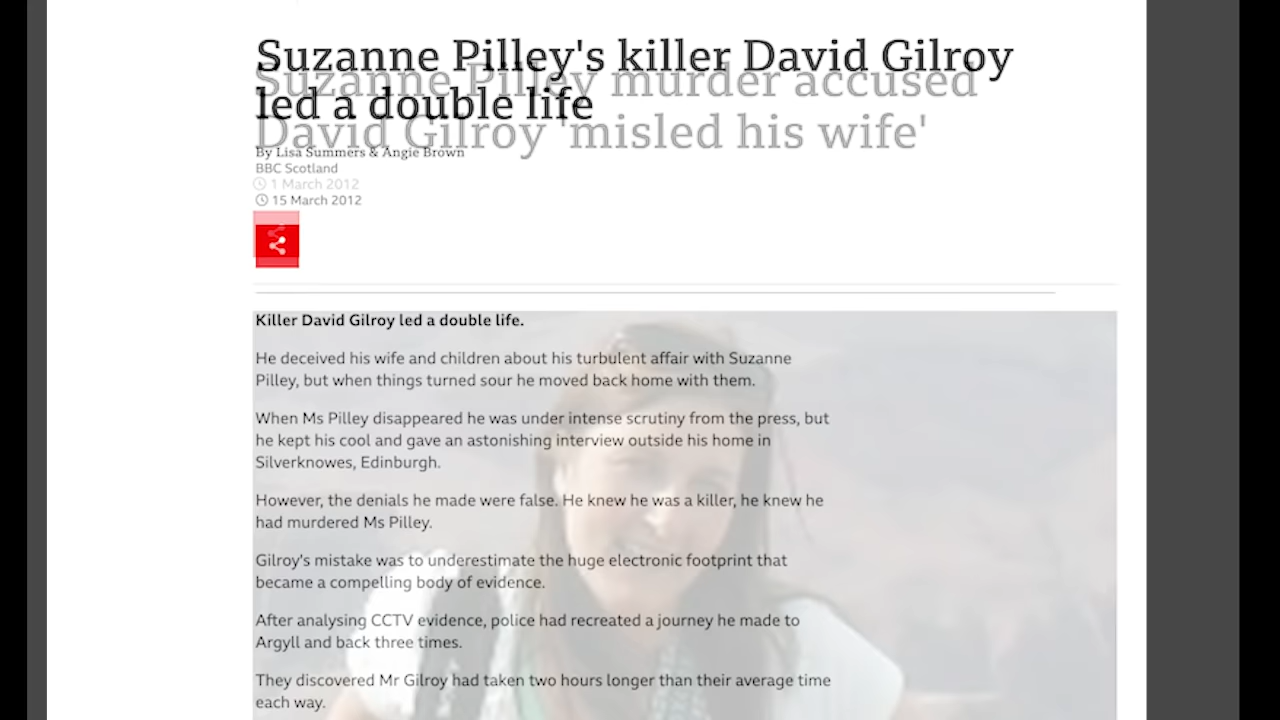 Suzanne Pilley's killer David Gilroy
Suzanne Pilley murder accused
led a double life
David Gilroy 'misled his wife'
By Lisa Summers & Angie Brown
BBC Scotland
1 March 2012
15 March 2012
Killer David Gilroy led a double life.
He deceived his wife and children about his turbulent affair with Suzanne
Pilley, but when things turned sour he moved back home with them.
When Ms Pilley disappeared he was under intense scrutiny from the press, but
he kept his cool and gave an astonishing interview outside his home in
Silverknowes, Edinburgh.
However, the denials he made were false. He knew he was a killer, he knew he
had murdered Ms Pilley.
Gilroy's mistake was to underestimate the huge electronic footprint that
became a compelling body of evidence.
After analysing CCTV evidence, police had recreated a journey he made to
Argyll and back three times.
They discovered Mr Gilroy had taken two hours longer than their average time
each way.